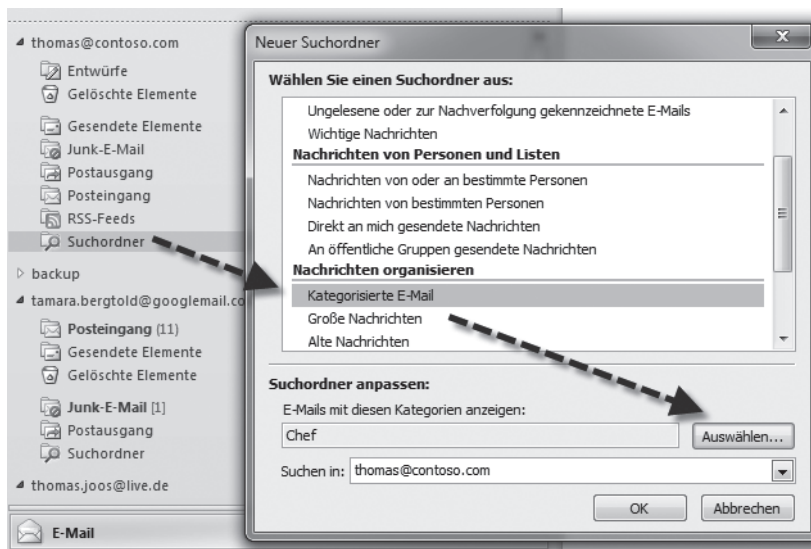 thomas@contoso.com
Entwürfe
Gelöschte Elemente
Gesendete Elemente
Junk-E-Mail
Postausgang
Posteingang
RSS-Feeds
Suchordner
backup
tamara.bergtold@googlemail.co
Posteingang (11)
Gesendete Elemente
Gelöschte Elemente
Junk-E-Mail [1]
Postausgang
Suchordner
thomas.joos@live.de
E-Mail
Neuer Suchordner
Wählen Sie einen Suchordner aus:
Ungelesene oder zur Nachverfolgung gekennzeichnete E-Mails
Wichtige Nachrichten
Nachrichten von Personen und Listen
Nachrichten von oder an bestimmte Personen
Nachrichten von bestimmten Personen
Direkt an mich gesendete Nachrichten
An öffentliche Gruppen gesendete Nachrichten
Nachrichten organisieren
Kategorisierte E-Mail
Große Nachrichten
Alte Nachrichten
Suchordner anpassen:
E-Mails mit diesen Kategorien anzeigen:
Chef
Auswählen...
Suchen in: thomas@contoso.com
OK
Abbrechen